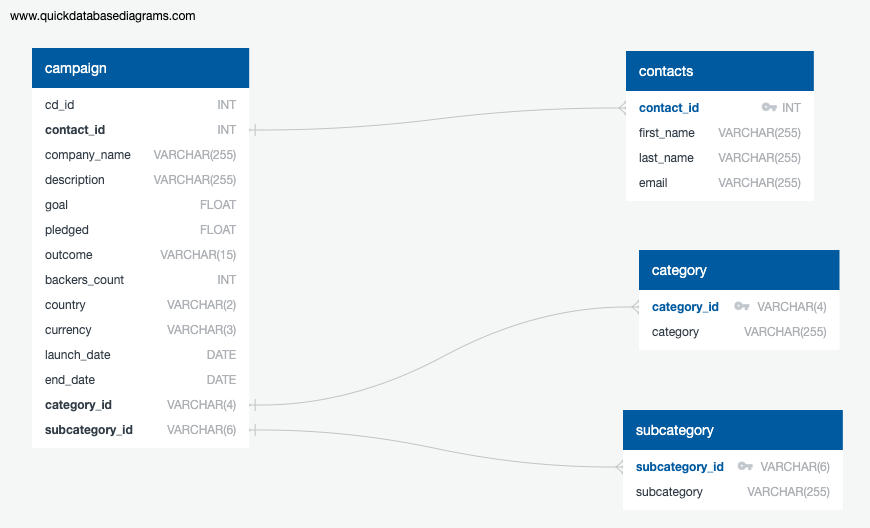 www.quickdatabasediagrams.com
campaign
cd_id INT
contact_id INT
company_name VARCHAR(255)
description VARCHAR(255)
goal FLOAT
pledged FLOAT
outcome VARCHAR(15)
backers_count INT
country VARCHAR(2)
currency VARCHAR(3)
launch_date DATE
end_date DATE
category_id VARCHAR(4)
subcategory_id VARCHAR(6)
contacts
contact_id INT
first_name VARCHAR(255)
last_name VARCHAR(255)
email VARCHAR(255)
category
category_id VARCHAR(4)
category VARCHAR(255)
subcategory
subcategory_id VARCHAR(6)
subcategory VARCHAR(255)